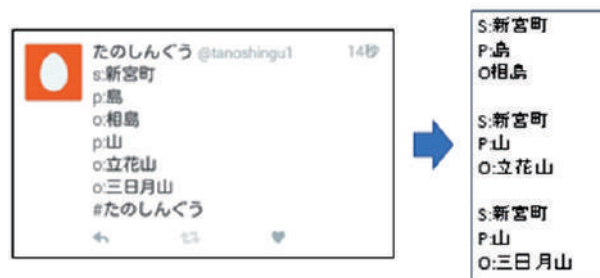 たのしんぐう @tanoshingu1 14秒
s:新宮町
p:島
o:相島
p:山
o:立花山
o:三日月山
#たのしんぐう
S:新宮町
P:島
O相島
S:新宮町
P:山
O:立花山
S:新宮町
P:山
O:三日月山